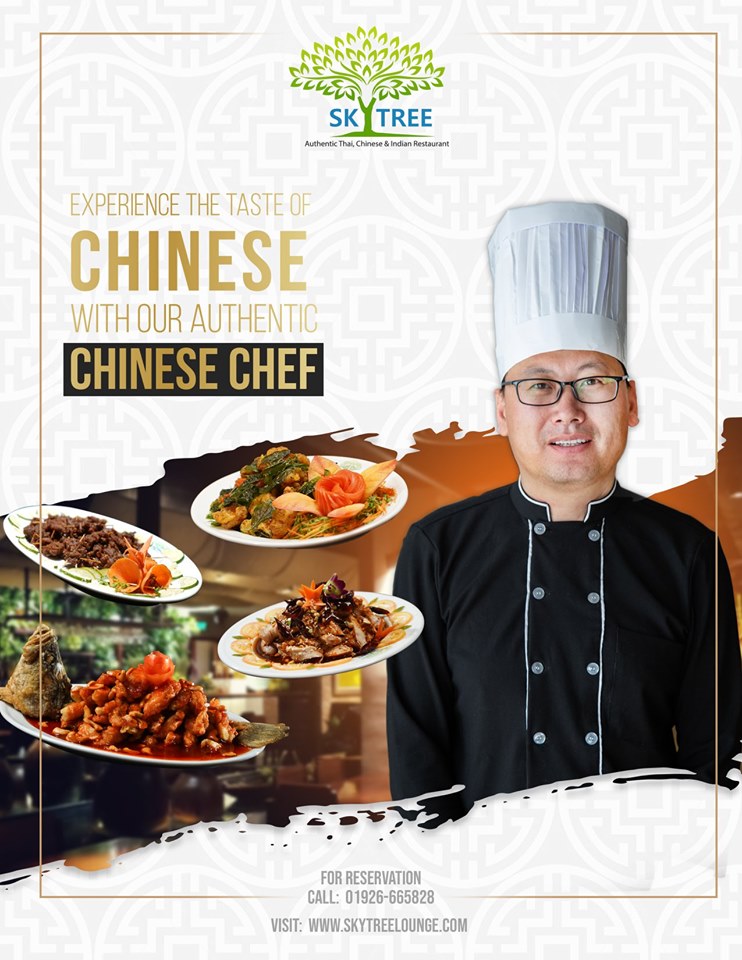 SKYTREE
Authentic Thai, Chinese & Indian Restaurant
EXPERIENCE THE TASTE OF
CHINESE
WITH OUR AUTHENTIC
CHINESE CHEF
FOR RESERVATION
CALL: 01926-665828
VISIT: WWW.SKYTREELOUNGE.COM